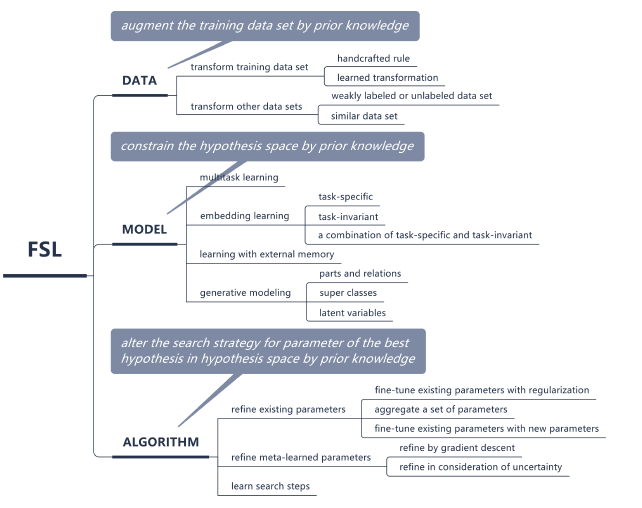 augment the training data set by prior knowledge
DATA
transform training data set
handcrafted rule
learned transformation
transform other data sets
weakly labeled or unlabeled data set
similar data set
constrain the hypothesis space by prior knowledge
FSL
MODEL
multitask learning
embedding learning
task-specific
task-invariant
a combination of task-specific and task-invariant
learning with external memory
generative modeling
parts and relations
super classes
latent variables
alter the search strategy for parameter of the best
hypothesis in hypothesis space by prior knowledge
ALGORITHM
refine existing parameters
fine-tune existing parameters with regularization
aggregate a set of parameters
fine-tune existing parameters with new parameters
refine meta-learned parameters
refine by gradient descent
refine in consideration of uncertainty
learn search steps